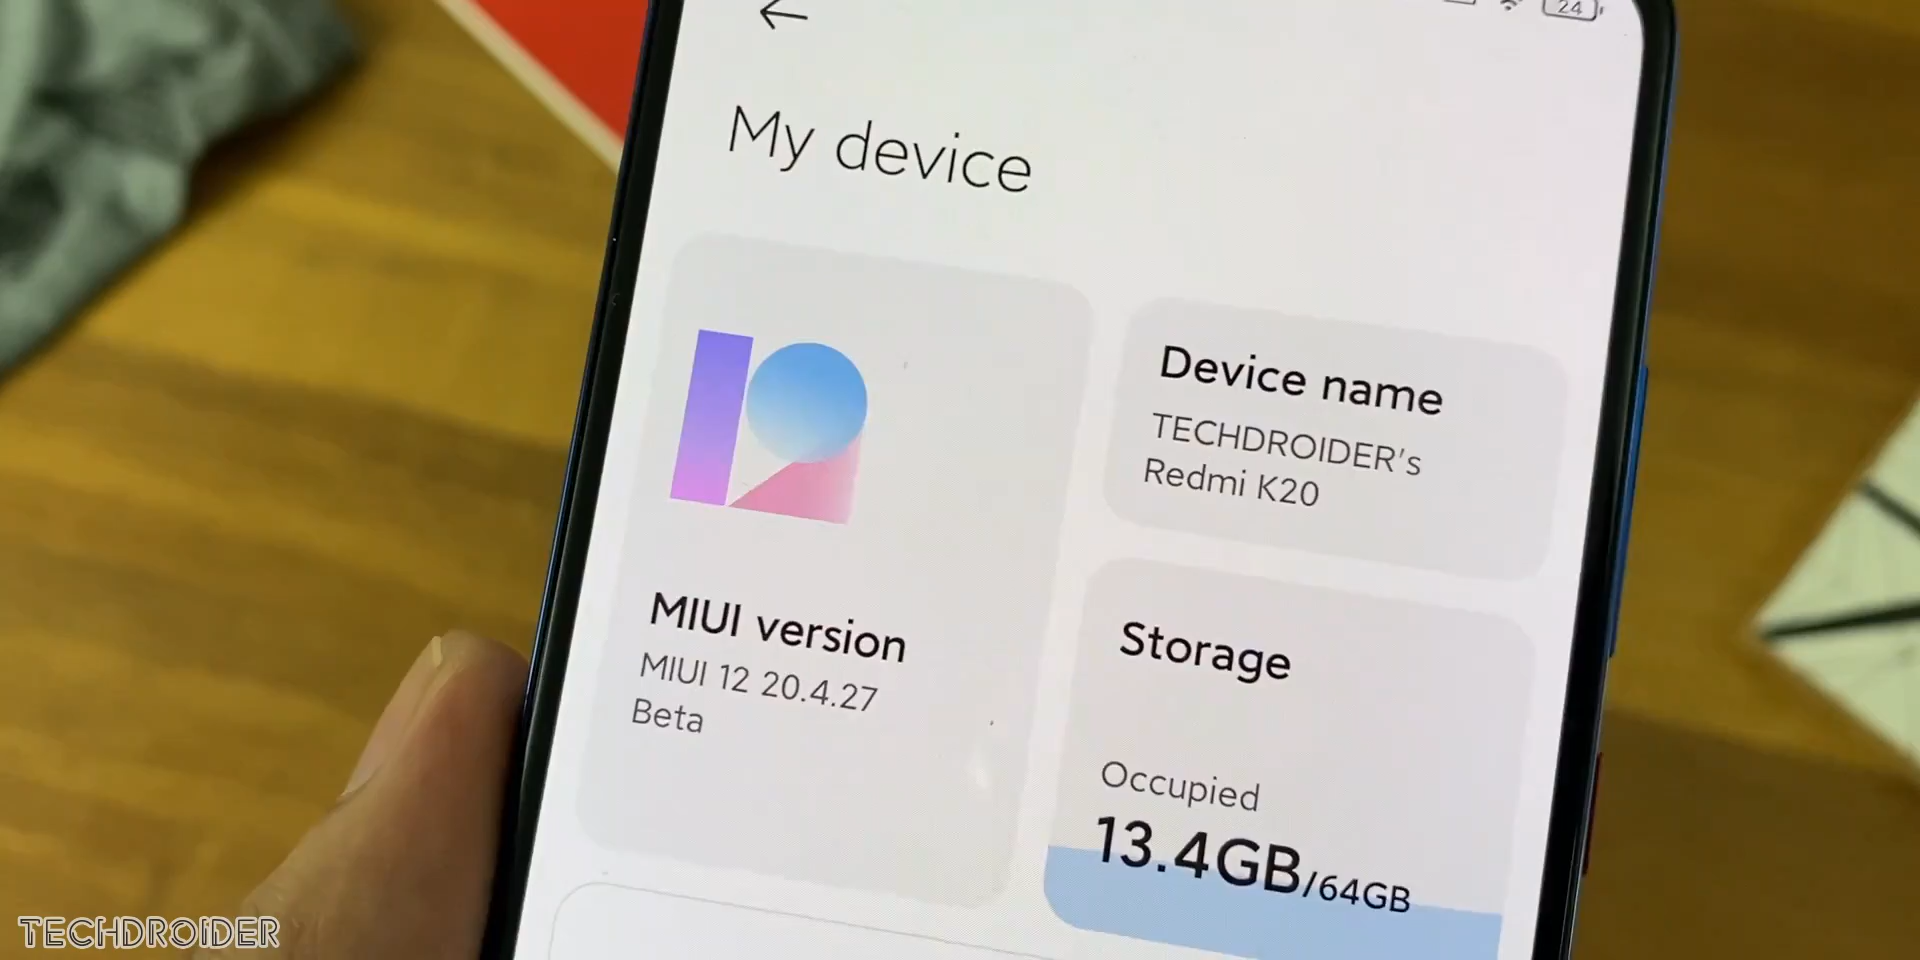 24
My device
MIUI version
MIUI 12 20.4.27
Beta
Device name
TECHDROIDER's
Redmi K20
Storage
Occupied
13.4GB/64GB
TECHDROIDER